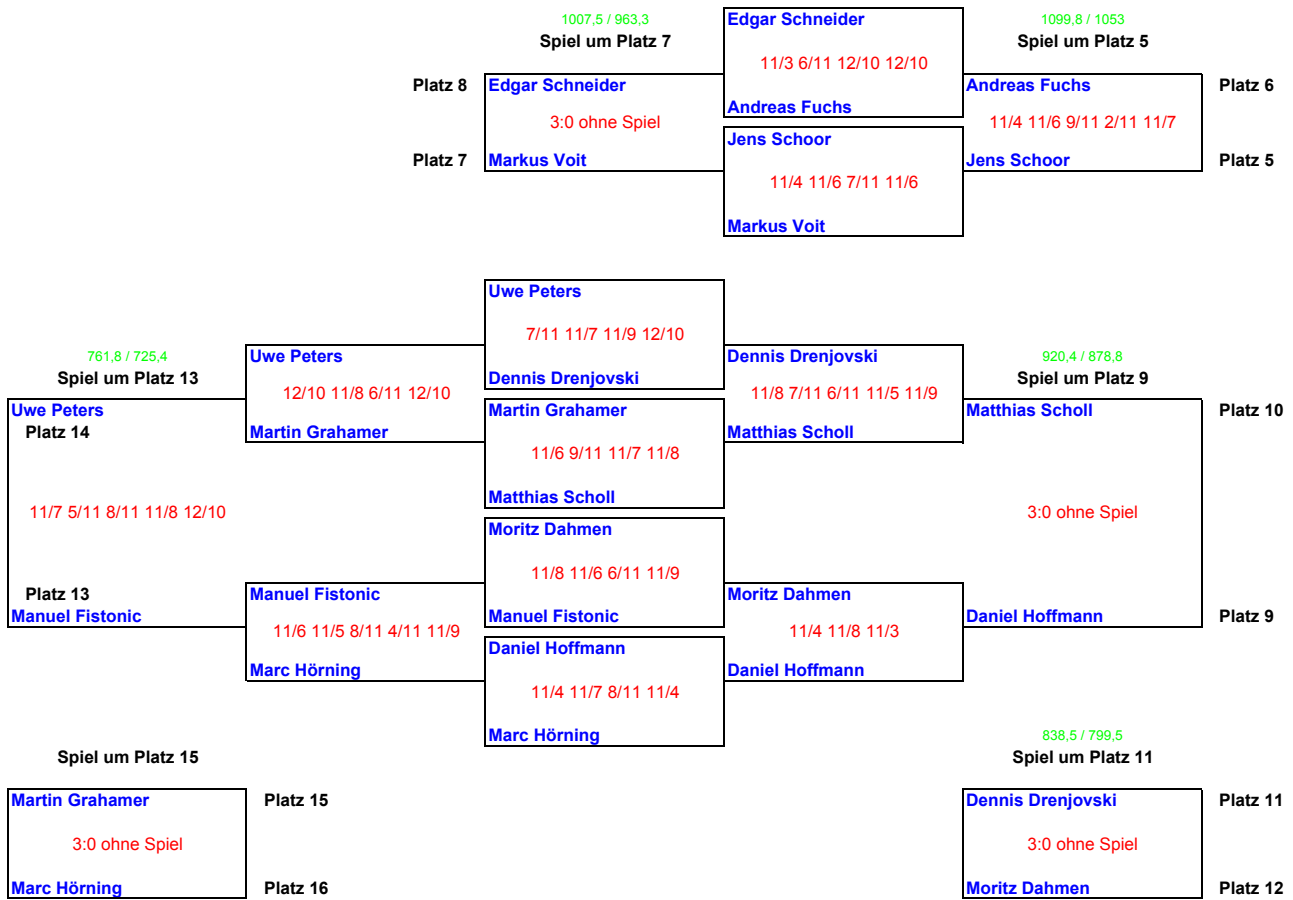 1007,5 / 963,3 Edgar Schneider 1099,8 / 1053
Spiel um Platz 7 Spiel um Platz 5
11/3 6/11 12/10 12/10
Platz 8 Edgar Schneider Andreas Fuchs Platz 6
Andreas Fuchs
3:0 ohne Spiel 11/4 11/6 9/11 2/11 11/7
Jens Schoor
Platz 7 Markus Voit Jens Schoor Platz 5
11/4 11/6 7/11 11/6
Markus Voit
Uwe Peters
7/11 11/7 11/9 12/10
761,8 / 725,4 Uwe Peters Dennis Drenjovski 920,4 / 878,8
Spiel um Platz 13 Dennis Drenjovski Spiel um Platz 9
12/10 11/8 6/11 12/10 11/8 7/11 6/11 11/5 11/9
Uwe Peters Martin Grahamer Matthias Scholl Platz 10
Platz 14 Martin Grahamer Matthias Scholl
11/6 9/11 11/7 11/8
Matthias Scholl
11/7 5/11 8/11 11/8 12/10 3:0 ohne Spiel
Moritz Dahmen
11/8 11/6 6/11 11/9
Platz 13 Manuel Fistonic Moritz Dahmen
Manuel Fistonic Manuel Fistonic Daniel Hoffmann Platz 9
11/6 11/5 8/11 4/11 11/9 11/4 11/8 11/3
Daniel Hoffmann
Marc Hörning Daniel Hoffmann
11/4 11/7 8/11 11/4
Marc Hörning 838,5 / 799,5
Spiel um Platz 15 Spiel um Platz 11
Martin Grahamer Platz 15 Dennis Drenjovski Platz 11
3:0 ohne Spiel 3:0 ohne Spiel
Marc Hörning Platz 16 Moritz Dahmen Platz 12